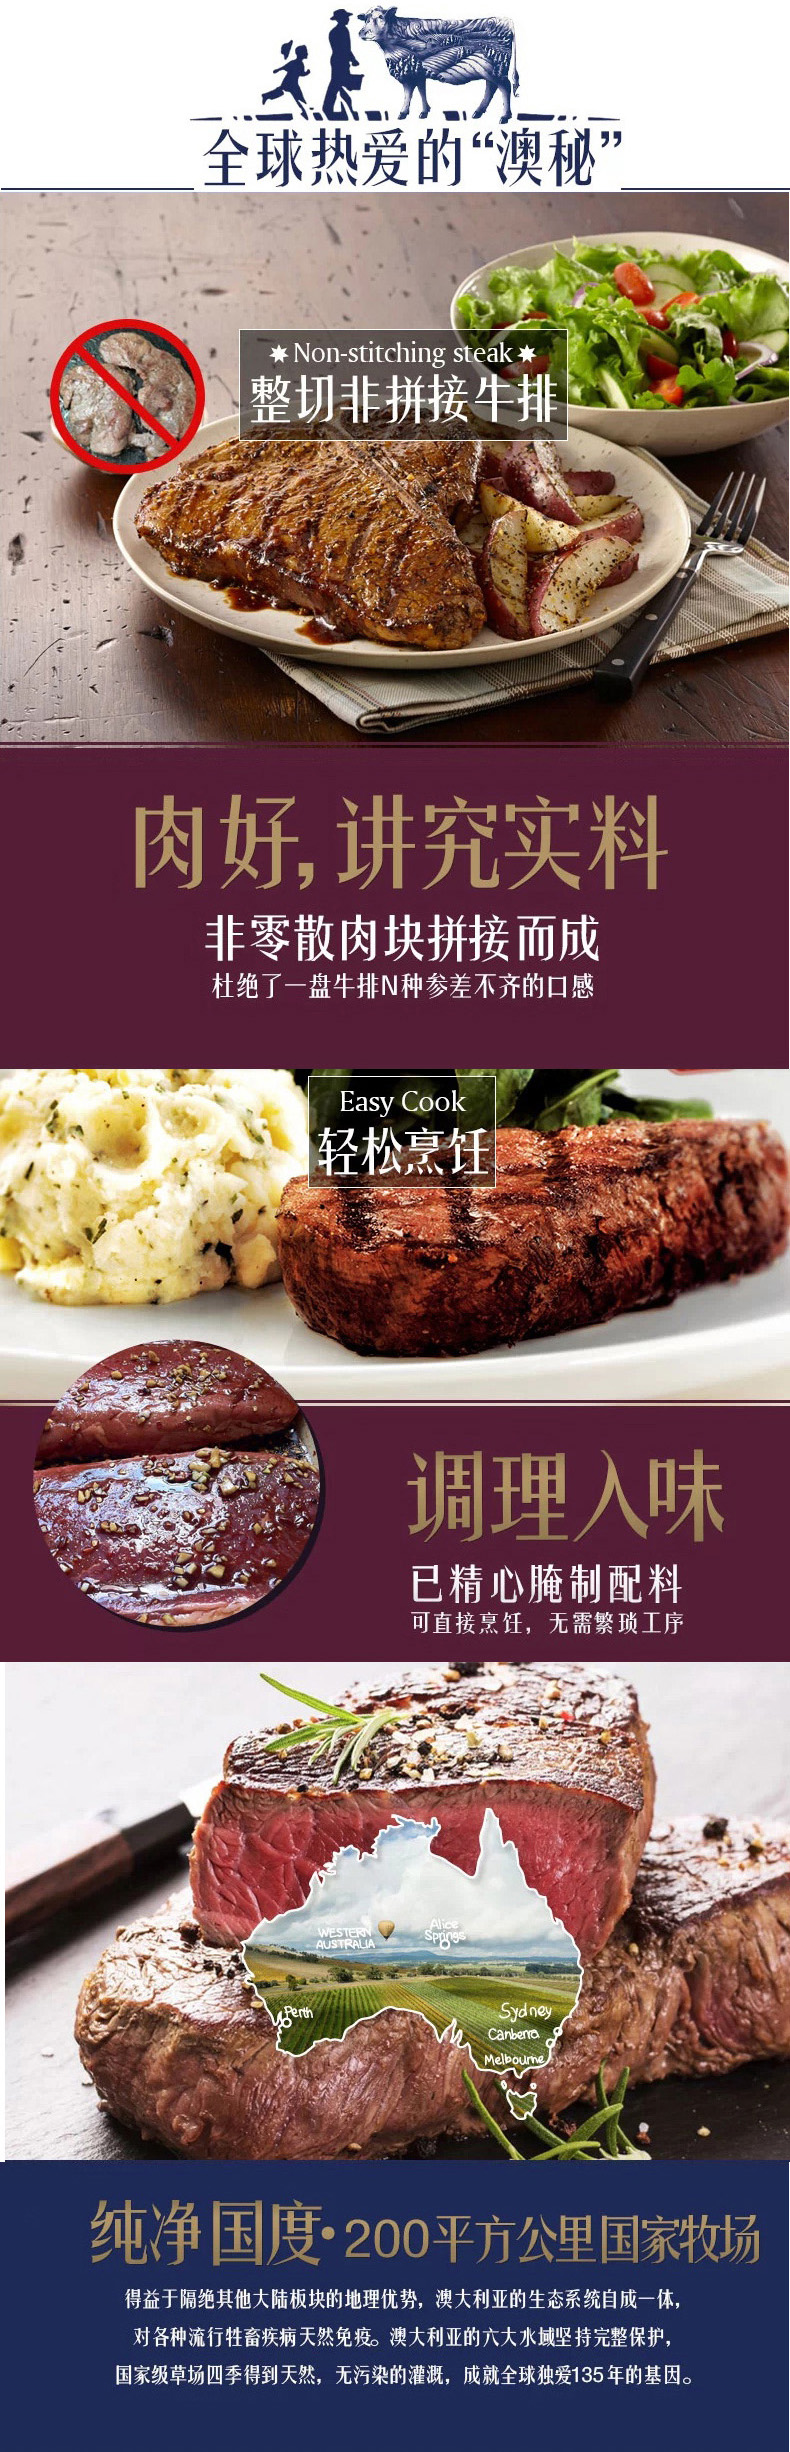 全球热爱的“澳秘”
Non-stitching steak
整切非拼接牛排
肉好,讲究实料
非零散肉块拼接而成
杜绝了一盘牛排N种参差不齐的口感
Easy Cook
轻松烹饪
调理入味
已精心腌制配料
可直接烹饪，无需繁琐工序
WESTERN
AUSTRALIA
Alice
Springs
Perth
Sydney
Canberra
Melbourne
纯净国度·200平方公里国家牧场
得益于隔绝其他大陆板块的地理优势，澳大利亚的生态系统自成一体，
对各种流行牲畜疾病天然免疫。澳大利亚的六大水域坚持完整保护，
国家级草场四季得到天然，无污染的灌溉，成就全球独爱135年的基因。